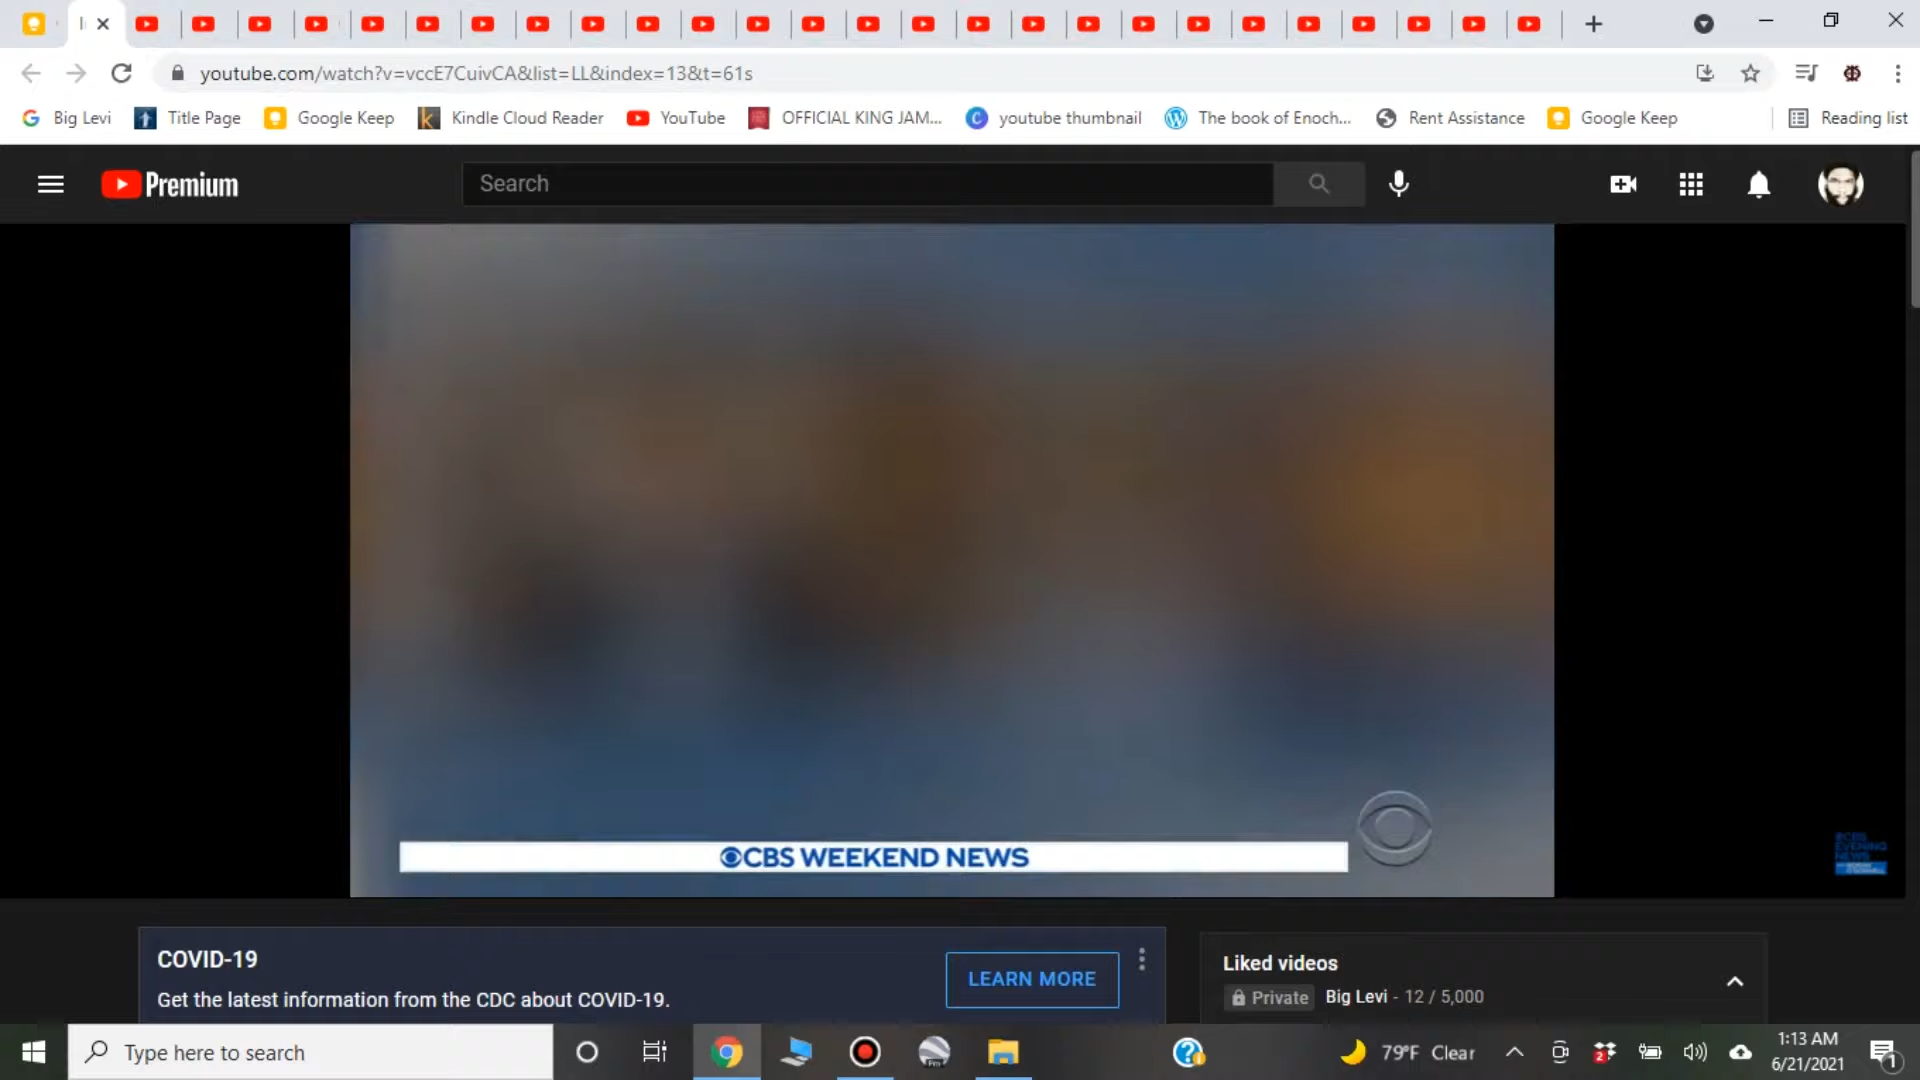 youtube.com/watch?v=vccE7CuivCA&list=LL&index=13&t=61s
Big Levi Title Page Google Keep Kindle Cloud Reader YouTube OFFICIAL KING JAM... youtube thumbnail The book of Enoch... Rent Assistance Google Keep Reading list
Premium Search
CBS WEEKEND NEWS
CBS
EVENING
NEWS
COVID-19
LEARN MORE
Get the latest information from the CDC about COVID-19.
Liked videos
Private Big Levi - 12 / 5,000
Type here to search
79°F Clear
1:13 AM
6/21/2021